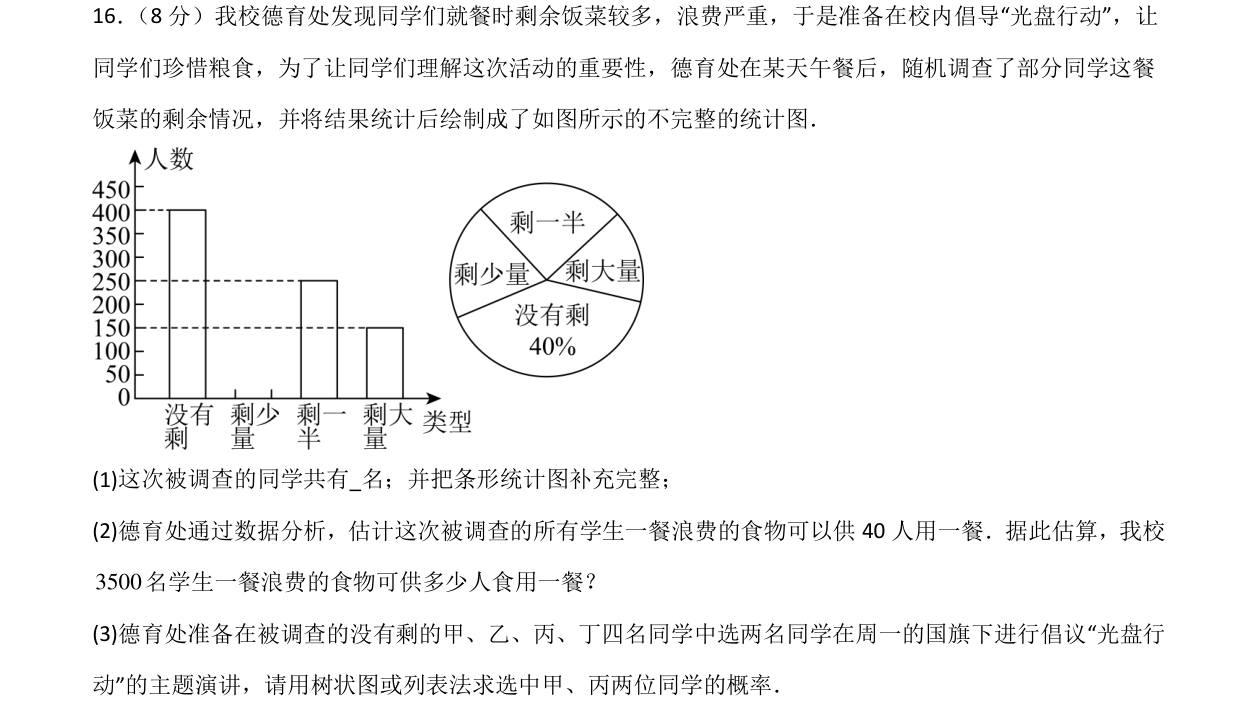 16.（8 分）我校德育处发现同学们就餐时剩余饭菜较多，浪费严重，于是准备在校内倡导“光盘行动”，让
同学们珍惜粮食，为了让同学们理解这次活动的重要性，德育处在某天午餐后，随机调查了部分同学这餐
饭菜的剩余情况，并将结果统计后绘制成了如图所示的不完整的统计图．
人数
450
400
350
300
250
200
150
100
50
0
没有剩
剩少量
剩一半
剩大量
类型
剩一半
剩少量
剩大量
没有剩
40%
(1)这次被调查的同学共有_名；并把条形统计图补充完整；
(2)德育处通过数据分析，估计这次被调查的所有学生一餐浪费的食物可以供 40 人用一餐．据此估算，我校
3500名学生一餐浪费的食物可供多少人食用一餐？
(3)德育处准备在被调查的没有剩的甲、乙、丙、丁四名同学中选两名同学在周一的国旗下进行倡议“光盘行
动”的主题演讲，请用树状图或列表法求选中甲、丙两位同学的概率．